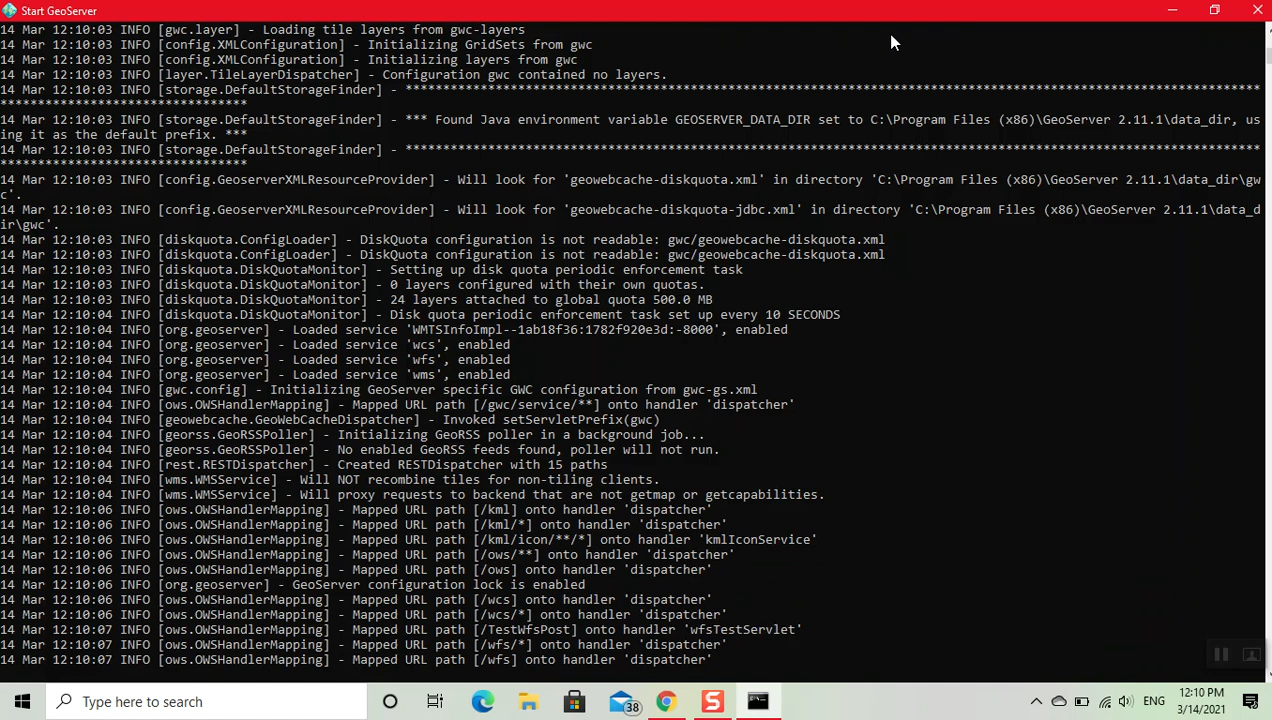 Start GeoServer
14 Mar 12:10:03 INFO [gwc.layer] - Loading tile layers from gwc-layers
14 Mar 12:10:03 INFO [config.XMLConfiguration] - Initializing GridSets from gwc
14 Mar 12:10:03 INFO [config.XMLConfiguration] - Initializing layers from gwc
14 Mar 12:10:03 INFO [layer.TileLayerDispatcher] - Configuration gwc contained no layers.
14 Mar 12:10:03 INFO [storage.DefaultStorageFinder] - ******************************************************************************************************************
*********************************
14 Mar 12:10:03 INFO [storage.DefaultStorageFinder] - *** Found Java environment variable GEOSERVER_DATA_DIR set to C:\Program Files (x86)\GeoServer 2.11.1\data_dir, us
ing it as the default prefix. ***
14 Mar 12:10:03 INFO [storage.DefaultStorageFinder] - ******************************************************************************************************************
*********************************
14 Mar 12:10:03 INFO [config.GeoserverXMLResourceProvider] - Will look for 'geowebcache-diskquota.xml' in directory 'C:\Program Files (x86)\GeoServer 2.11.1\data_dir\gw
c'.
14 Mar 12:10:03 INFO [config.GeoserverXMLResourceProvider] - Will look for 'geowebcache-diskquota-jdbc.xml' in directory 'C:\Program Files (x86)\GeoServer 2.11.1\data_d
ir\gwc'.
14 Mar 12:10:03 INFO [diskquota.ConfigLoader] - DiskQuota configuration is not readable: gwc/geowebcache-diskquota.xml
14 Mar 12:10:03 INFO [diskquota.ConfigLoader] - DiskQuota configuration is not readable: gwc/geowebcache-diskquota.xml
14 Mar 12:10:03 INFO [diskquota.DiskQuotaMonitor] - Setting up disk quota periodic enforcement task
14 Mar 12:10:03 INFO [diskquota.DiskQuotaMonitor] - 0 layers configured with their own quotas.
14 Mar 12:10:04 INFO [diskquota.DiskQuotaMonitor] - 24 layers attached to global quota 500.0 MB
14 Mar 12:10:04 INFO [diskquota.DiskQuotaMonitor] - Disk quota periodic enforcement task set up every 10 SECONDS
14 Mar 12:10:04 INFO [org.geoserver] - Loaded service 'WMTSInfoImpl--1ab18f36:1782f920e3d:-8000', enabled
14 Mar 12:10:04 INFO [org.geoserver] - Loaded service 'wcs', enabled
14 Mar 12:10:04 INFO [org.geoserver] - Loaded service 'wfs', enabled
14 Mar 12:10:04 INFO [org.geoserver] - Loaded service 'wms', enabled
14 Mar 12:10:04 INFO [gwc.config] - Initializing GeoServer specific GWC configuration from gwc-gs.xml
14 Mar 12:10:04 INFO [ows.OWSHandlerMapping] - Mapped URL path [/gwc/service/**] onto handler 'dispatcher'
14 Mar 12:10:04 INFO [geowebcache.GeoWebCacheDispatcher] - Invoked setServletPrefix(gwc)
14 Mar 12:10:04 INFO [georss.GeoRSSPoller] - Initializing GeoRSS poller in a background job...
14 Mar 12:10:04 INFO [georss.GeoRSSPoller] - No enabled GeoRSS feeds found, poller will not run.
14 Mar 12:10:04 INFO [rest.RESTDispatcher] - Created RESTDispatcher with 15 paths
14 Mar 12:10:04 INFO [wms.WMSService] - Will NOT recombine tiles for non-tiling clients.
14 Mar 12:10:04 INFO [wms.WMSService] - Will proxy requests to backend that are not getmap or getcapabilities.
14 Mar 12:10:06 INFO [ows.OWSHandlerMapping] - Mapped URL path [/kml] onto handler 'dispatcher'
14 Mar 12:10:06 INFO [ows.OWSHandlerMapping] - Mapped URL path [/kml/*] onto handler 'dispatcher'
14 Mar 12:10:06 INFO [ows.OWSHandlerMapping] - Mapped URL path [/kml/icon/**/*] onto handler 'kmlIconService'
14 Mar 12:10:06 INFO [ows.OWSHandlerMapping] - Mapped URL path [/ows/**] onto handler 'dispatcher'
14 Mar 12:10:06 INFO [ows.OWSHandlerMapping] - Mapped URL path [/ows] onto handler 'dispatcher'
14 Mar 12:10:06 INFO [org.geoserver] - GeoServer configuration lock is enabled
14 Mar 12:10:06 INFO [ows.OWSHandlerMapping] - Mapped URL path [/wcs] onto handler 'dispatcher'
14 Mar 12:10:06 INFO [ows.OWSHandlerMapping] - Mapped URL path [/wcs/*] onto handler 'dispatcher'
14 Mar 12:10:07 INFO [ows.OWSHandlerMapping] - Mapped URL path [/TestWfsPost] onto handler 'wfsTestServlet'
14 Mar 12:10:07 INFO [ows.OWSHandlerMapping] - Mapped URL path [/wfs/*] onto handler 'dispatcher'
14 Mar 12:10:07 INFO [ows.OWSHandlerMapping] - Mapped URL path [/wfs] onto handler 'dispatcher'
Type here to search
38
S
ENG
12:10 PM
3/14/2021